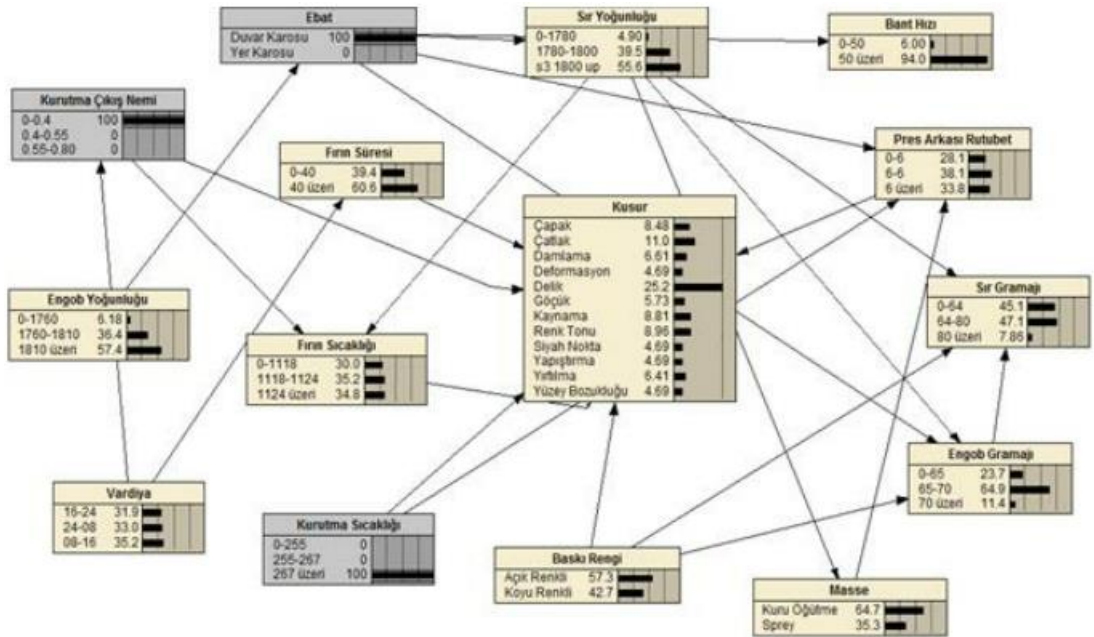 Ebat
Duvar Karosu 100
Yer Karosu 0
Sır Yoğunluğu
0-1780 4.90
1780-1800 39.5
s3 1800 up 55.6
Bant Hızı
0-50 6.00
50 üzeri 94.0
Kurutma Çıkış Nemi
0-0.4 100
0.4-0.55 0
0.55-0.80 0
Fırın Süresi
0-40 39.4
40 üzeri 60.6
Pres Arkası Rutubet
0-6 28.1
6-6 38.1
6 üzeri 33.8
Kusur
Çapak 8.48
Çatlak 11.0
Damlama 6.61
Deformasyon 4.69
Delik 25.2
Göçük 5.73
Kaynama 8.81
Renk Tonu 8.96
Siyah Nokta 4.69
Yapıştırma 4.69
Yırtılma 6.41
Yüzey Bozukluğu 4.69
Engob Yoğunluğu
0-1760 6.18
1760-1810 36.4
1810 üzeri 57.4
Sır Gramajı
0-64 45.1
64-80 47.1
80 üzeri 7.86
Fırın Sıcaklığı
0-1118 30.0
1118-1124 35.2
1124 üzeri 34.8
Engob Gramajı
0-65 23.7
65-70 64.9
70 üzeri 11.4
Vardiya
16-24 31.9
24-08 33.0
08-16 35.2
Kurutma Sıcaklığı
0-255 0
255-267 0
267 üzeri 100
Baskı Rengi
Açık Renkli 57.3
Koyu Renkli 42.7
Masse
Kuru Öğütme 64.7
Sprey 35.3